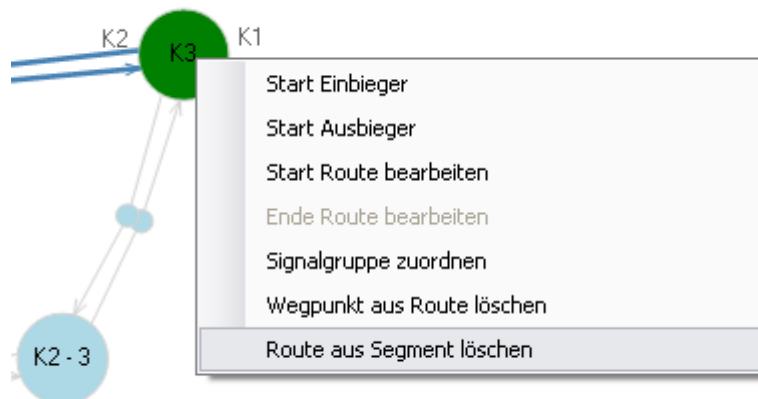 K2
K3
K1
Start Einbieger
Start Ausbieger
Start Route bearbeiten
Ende Route bearbeiten
Signalgruppe zuordnen
Wegpunkt aus Route löschen
Route aus Segment löschen
K2 - 3